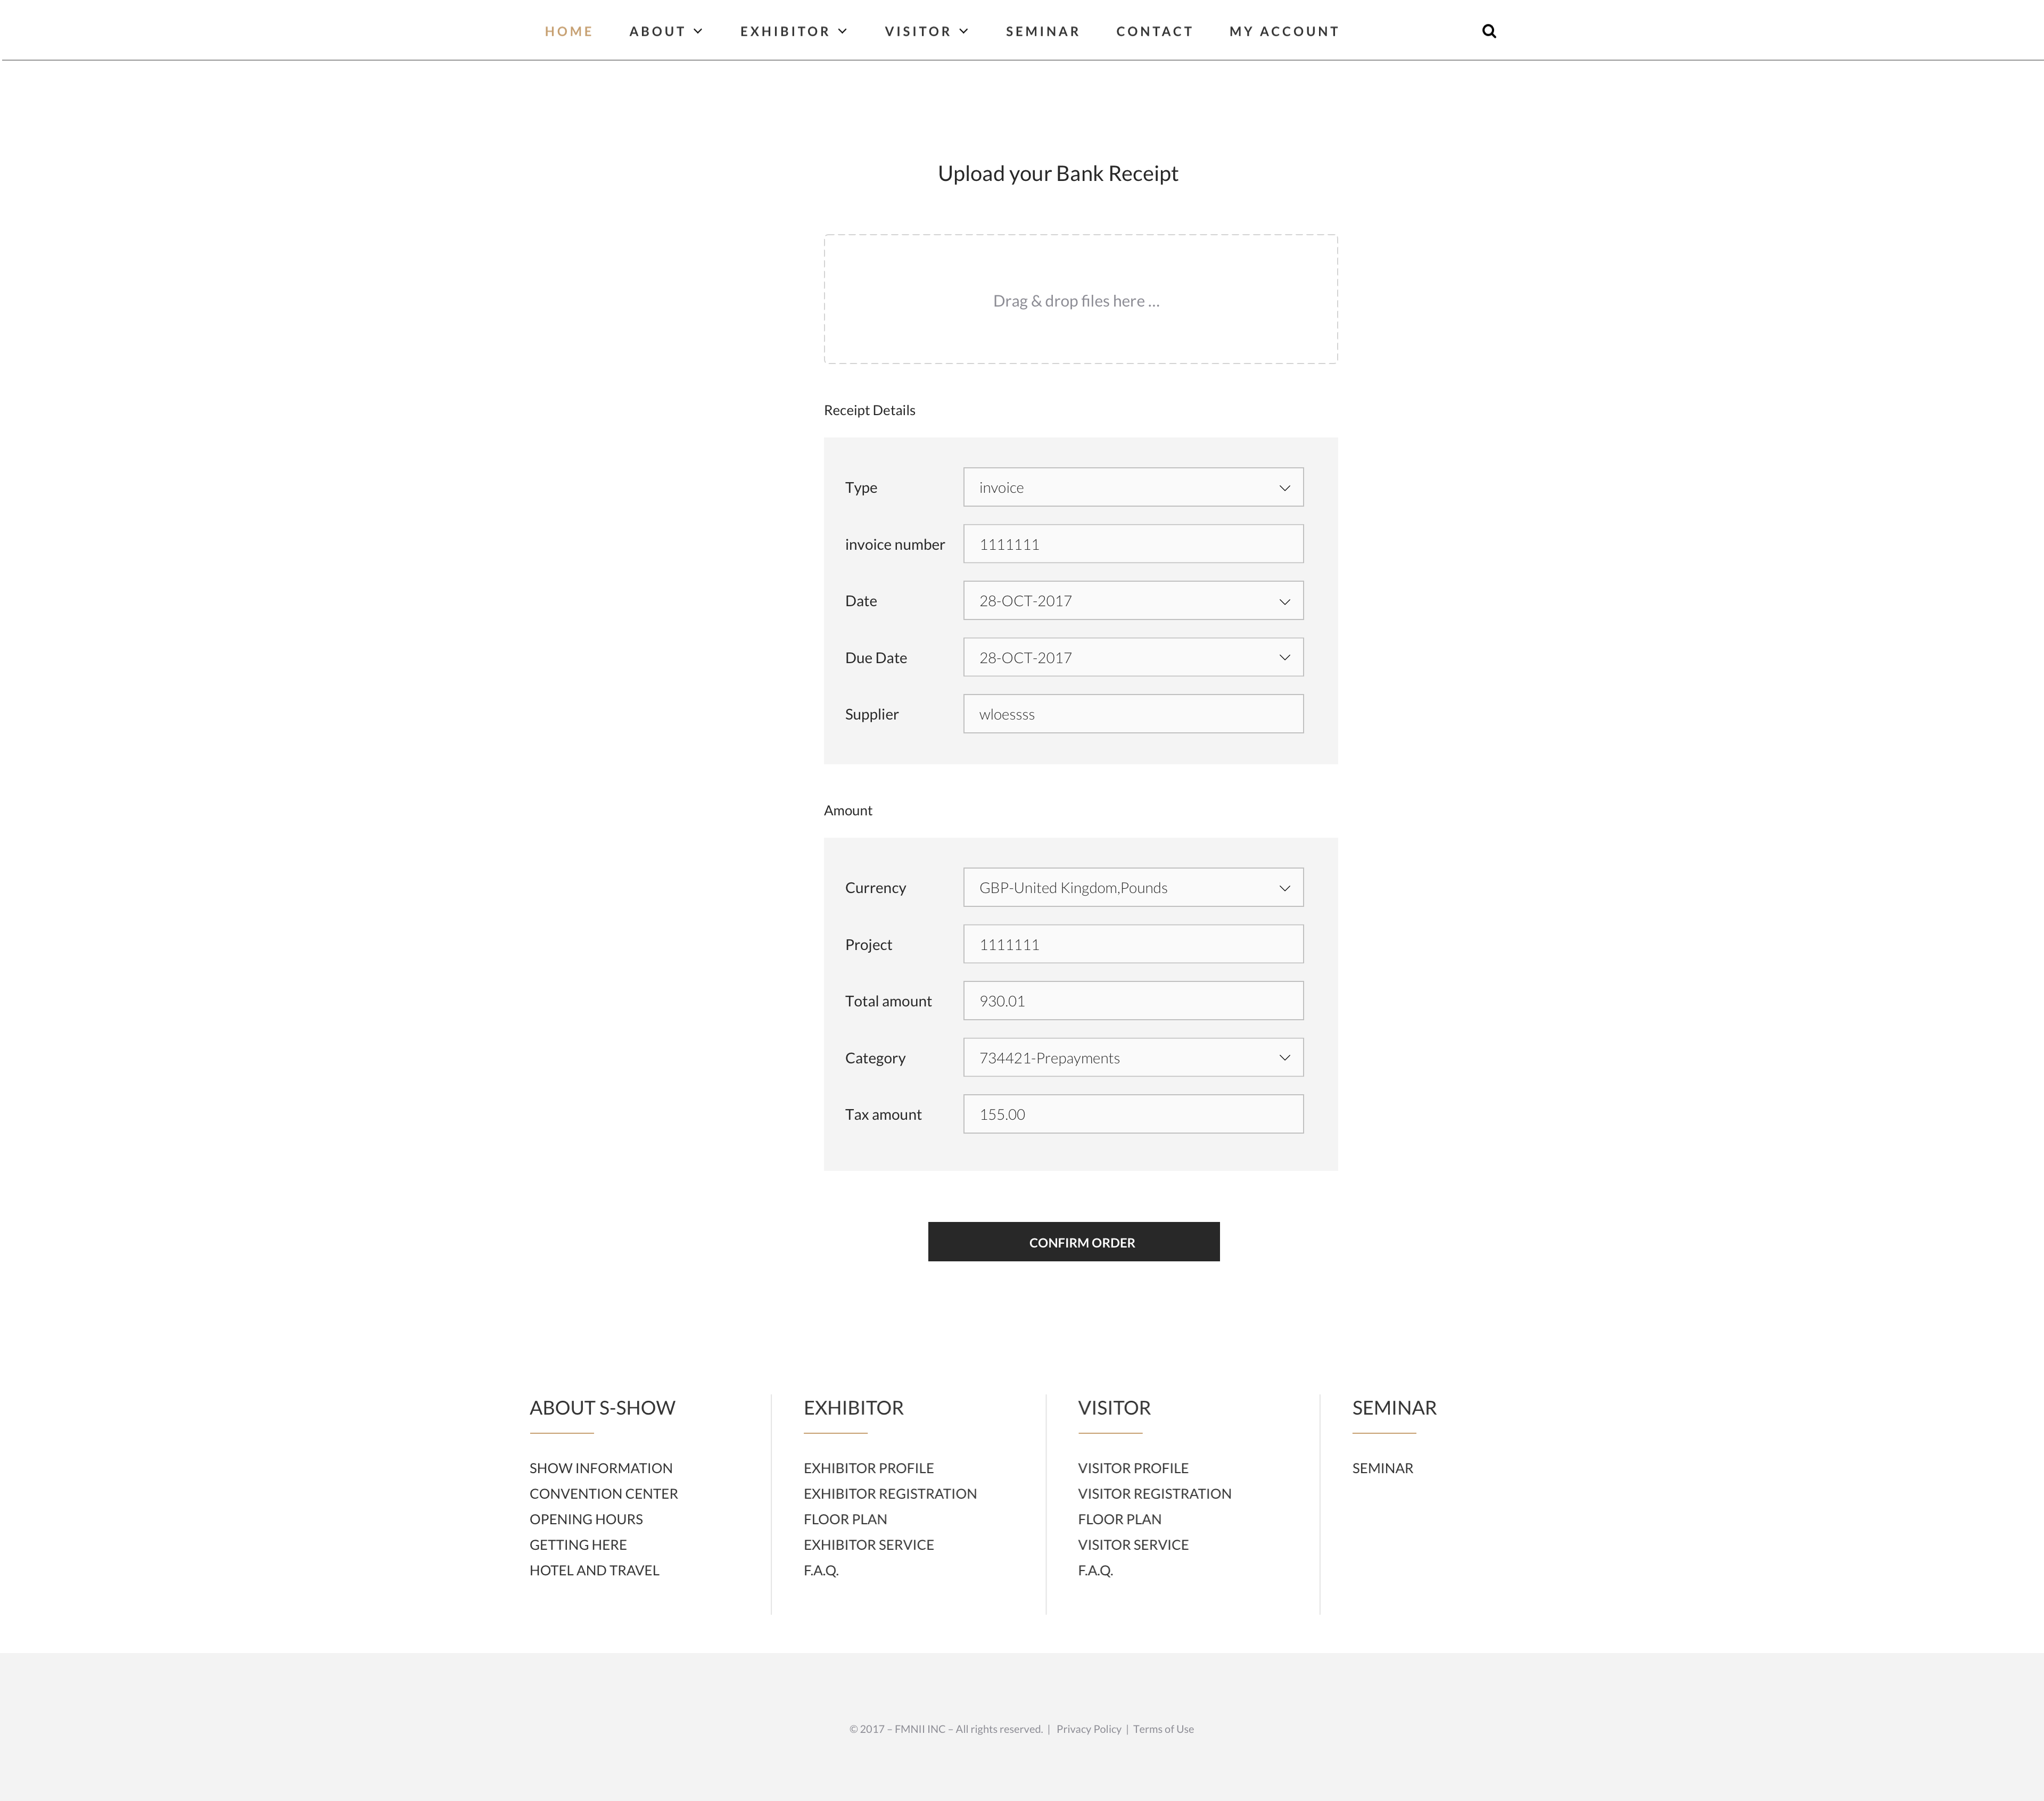 HOME ABOUT EXHIBITOR VISITOR SEMINAR CONTACT MY ACCOUNT
Upload your Bank Receipt
Drag & drop files here ...
Receipt Details
Type invoice
invoice number 1111111
Date 28-OCT-2017
Due Date 28-OCT-2017
Supplier wloessss
Amount
Currency GBP-United Kingdom,Pounds
Project 1111111
Total amount 930.01
Category 734421-Prepayments
Tax amount 155.00
CONFIRM ORDER
ABOUT S-SHOW
SHOW INFORMATION
CONVENTION CENTER
OPENING HOURS
GETTING HERE
HOTEL AND TRAVEL
EXHIBITOR
EXHIBITOR PROFILE
EXHIBITOR REGISTRATION
FLOOR PLAN
EXHIBITOR SERVICE
F.A.Q.
VISITOR
VISITOR PROFILE
VISITOR REGISTRATION
FLOOR PLAN
VISITOR SERVICE
F.A.Q.
SEMINAR
SEMINAR
© 2017 – FMNII INC – All rights reserved. | Privacy Policy | Terms of Use